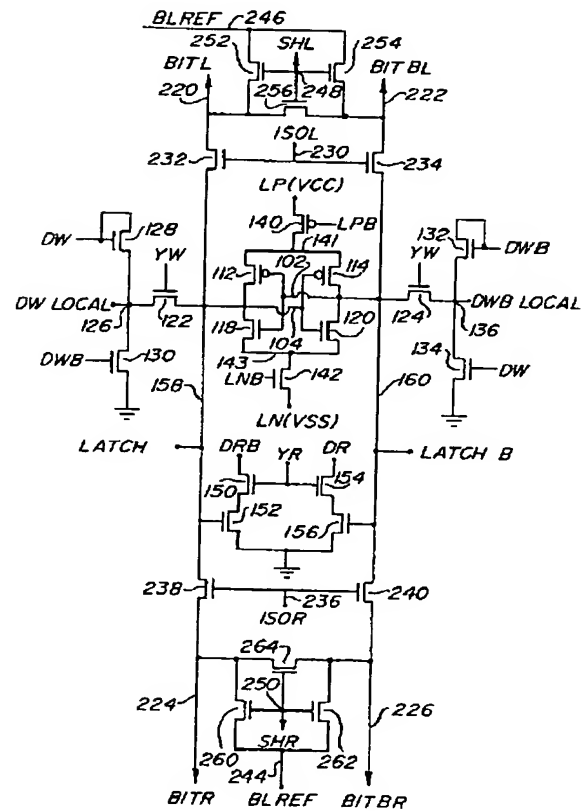 BLREF 246
252 SHL 254
BITL BITBL
220 248 222
256
ISOL
232 230 234
LP(VCC)
140 LPB
DW 128 141 132 DWB
YW 102 YW
112 114
DW LOCAL DWB LOCAL
126 122 118 120 124 136
104
DWB 130 143 134 DW
LNB 142
158 LN(VSS) 160
LATCH DRB YR DR LATCH B
150 154
152 156
238 236 240
ISOR
264
224 250 226
260 SHR 262
244
BITR BLREF BITBR